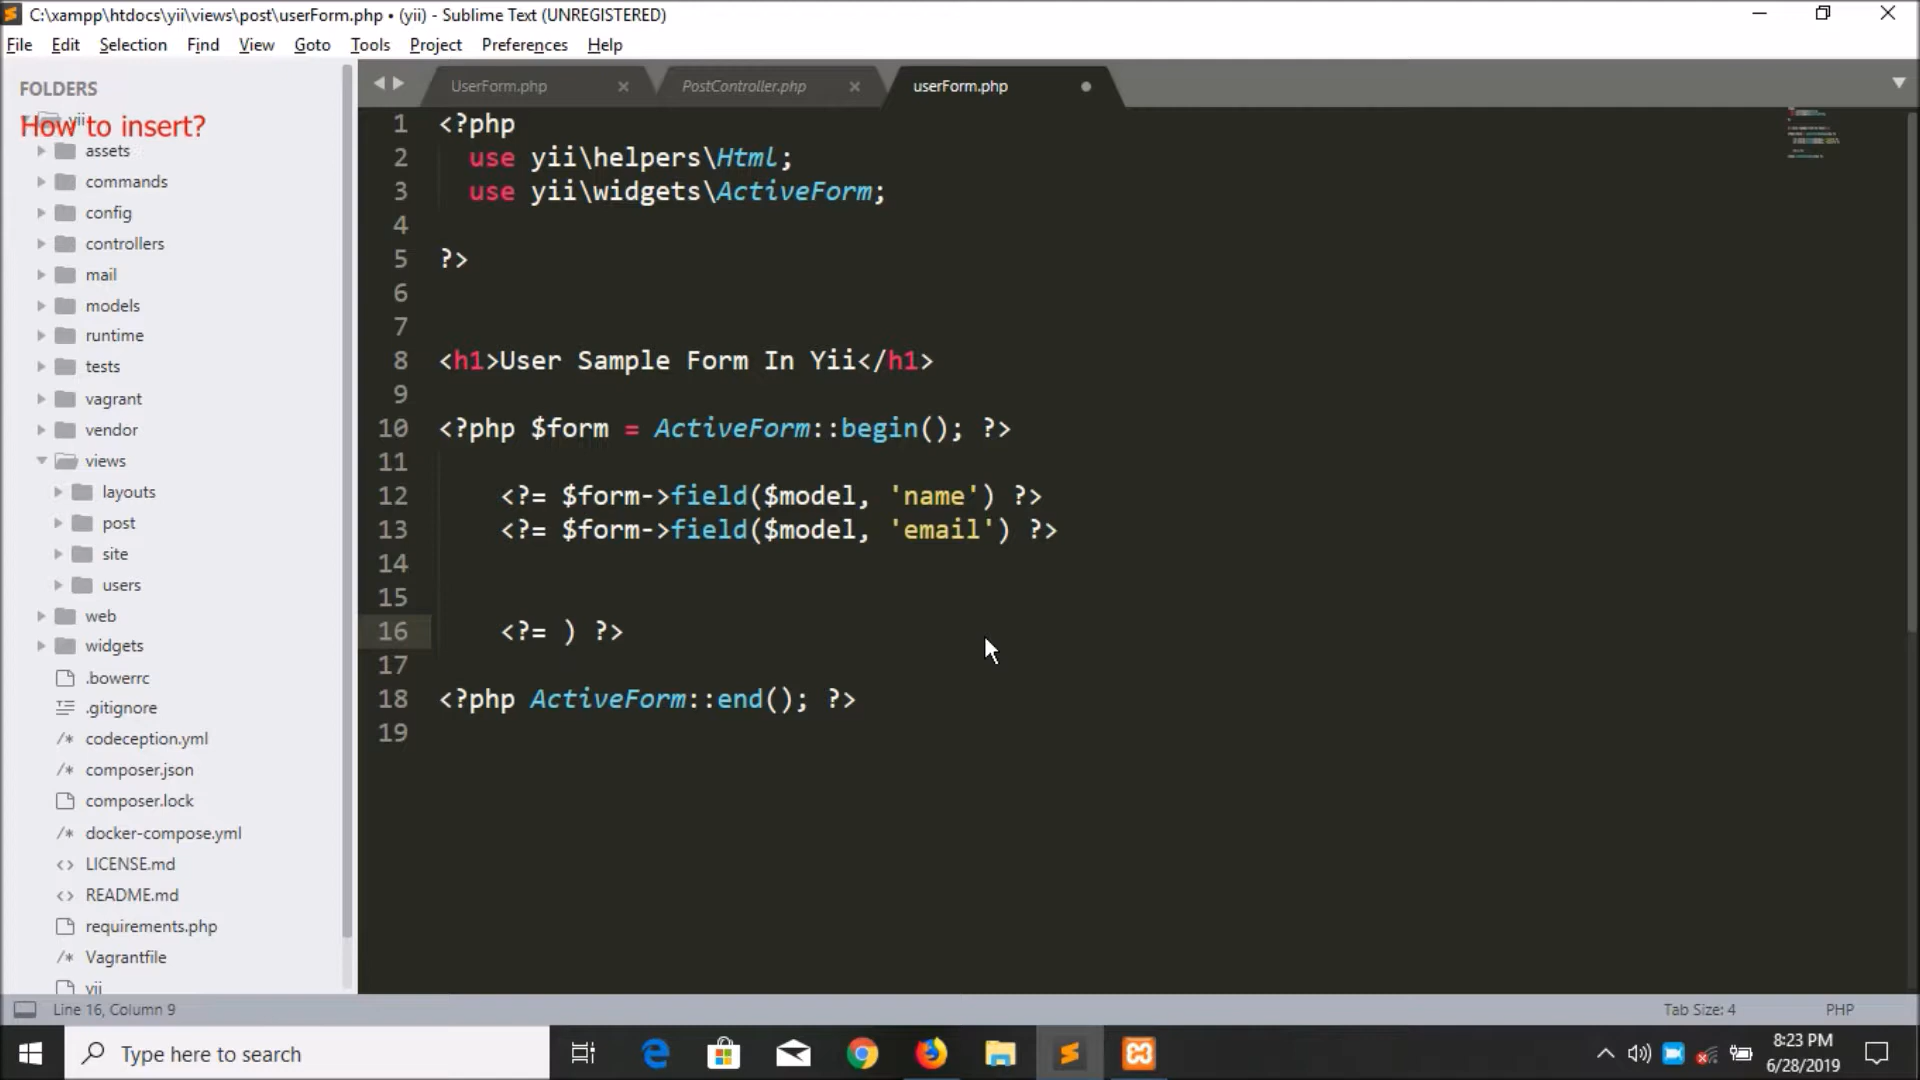 C:\xampp\htdocs\yii\views\post\userForm.php • (yii) - Sublime Text (UNREGISTERED)
File Edit Selection Find View Goto Tools Project Preferences Help
FOLDERS
yii
How to insert?
assets
commands
config
controllers
mail
models
runtime
tests
vagrant
vendor
views
layouts
post
site
users
web
widgets
.bowerrc
.gitignore
codeception.yml
composer.json
composer.lock
docker-compose.yml
LICENSE.md
README.md
requirements.php
Vagrantfile
yii
UserForm.php PostController.php userForm.php
1 <?php
2 use yii\helpers\Html;
3 use yii\widgets\ActiveForm;
4
5 ?>
6
7
8 <h1>User Sample Form In Yii</h1>
9
10 <?php $form = ActiveForm::begin(); ?>
11
12 <?= $form->field($model, 'name') ?>
13 <?= $form->field($model, 'email') ?>
14
15
16 <?= ) ?>
17
18 <?php ActiveForm::end(); ?>
19
Line 16, Column 9 Tab Size: 4 PHP
Type here to search
8:23 PM
6/28/2019